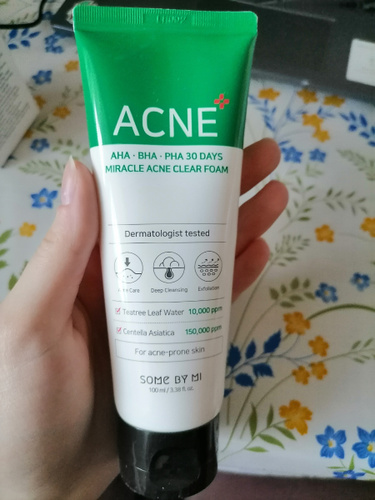 ACNE+
AHA · BHA · PHA 30 DAYS
MIRACLE ACNE CLEAR FOAM
Dermatologist tested
Care Deep Cleansing Exfoliation
Teatree Leaf Water 10,000 ppm
Centella Asiatica 150,000 ppm
For acne-prone skin
SOME BY MI
100 ml / 3.38 fl. oz.